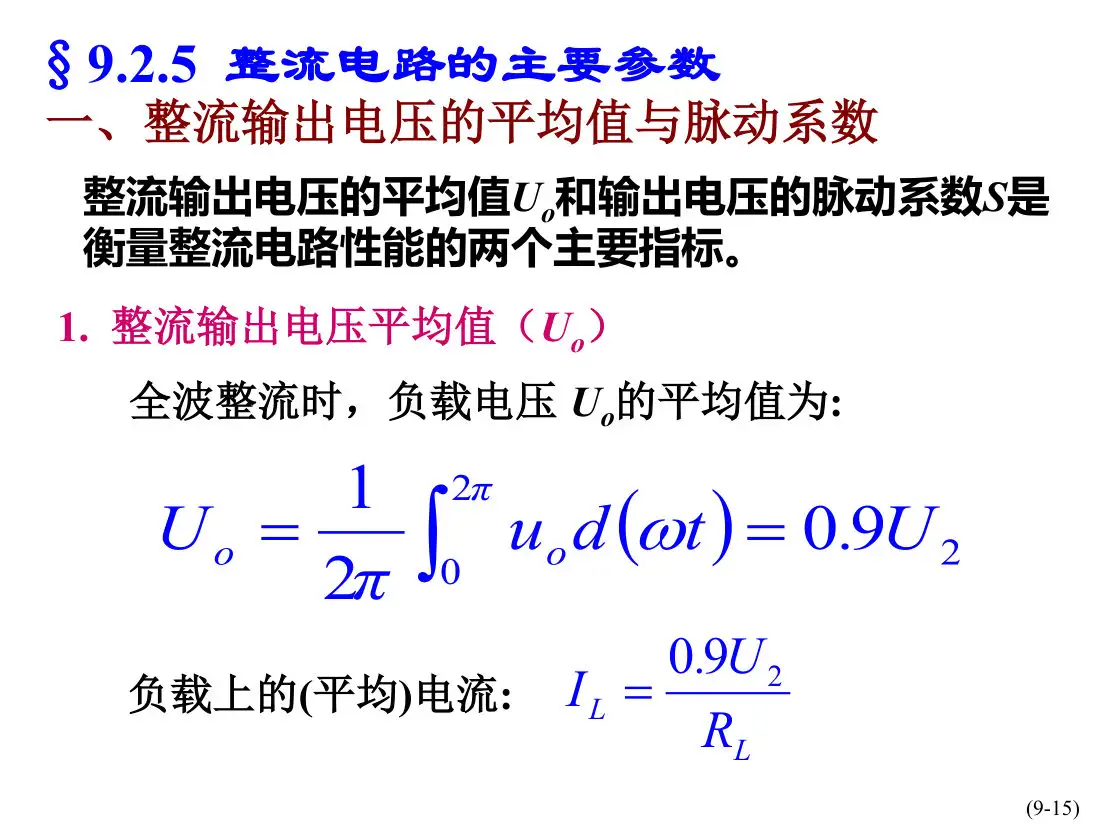 §9.2.5 整流电路的主要参数
一、整流输出电压的平均值与脉动系数
整流输出电压的平均值Uo和输出电压的脉动系数S是
衡量整流电路性能的两个主要指标。
1. 整流输出电压平均值（Uo）
全波整流时，负载电压 Uo的平均值为:
Uo = 1/2π ∫₀^2π uo d(ωt) = 0.9U2
负载上的(平均)电流: IL = 0.9U2/RL
(9-15)